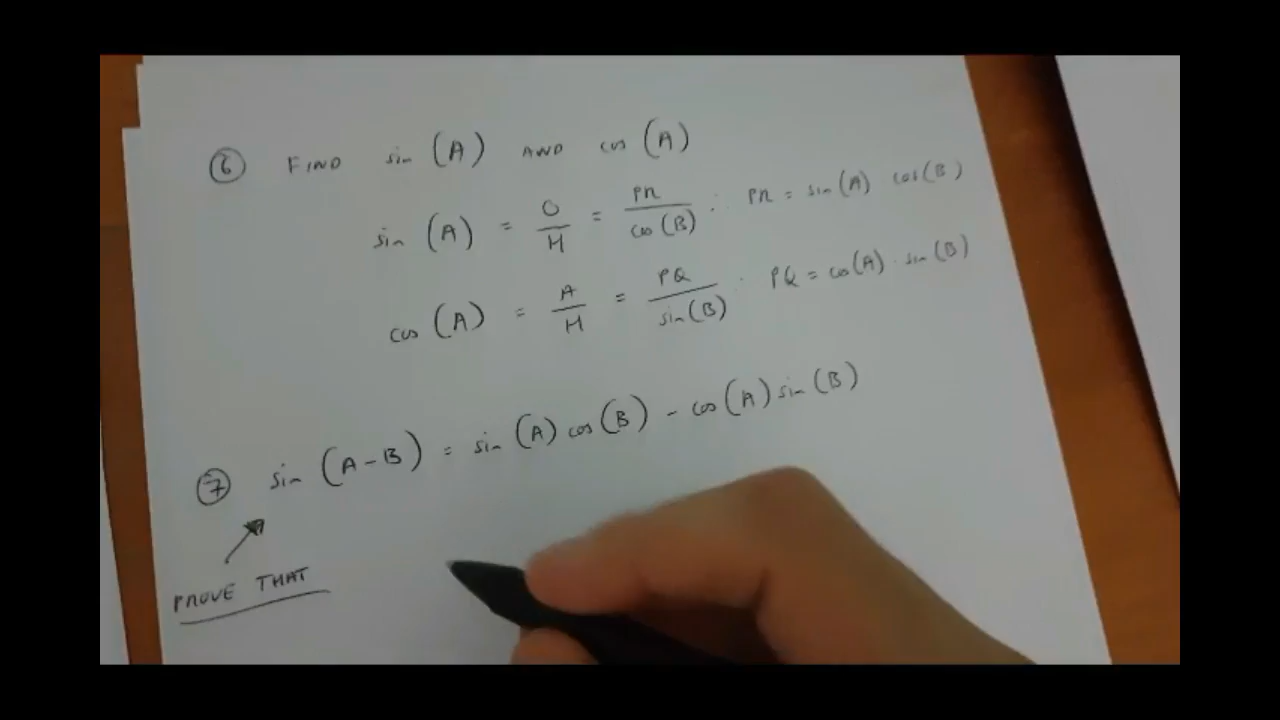 ⑥ FIND sin (A) AND cos (A)
sin (A) = O/H = PR/cos(B) : PR = sin(A) cos(B)
cos (A) = A/H = PQ/sin(B) : PQ = cos(A) · sin(B)
⑦ sin (A-B) = sin (A) cos (B) - cos (A) sin (B)
PROVE THAT